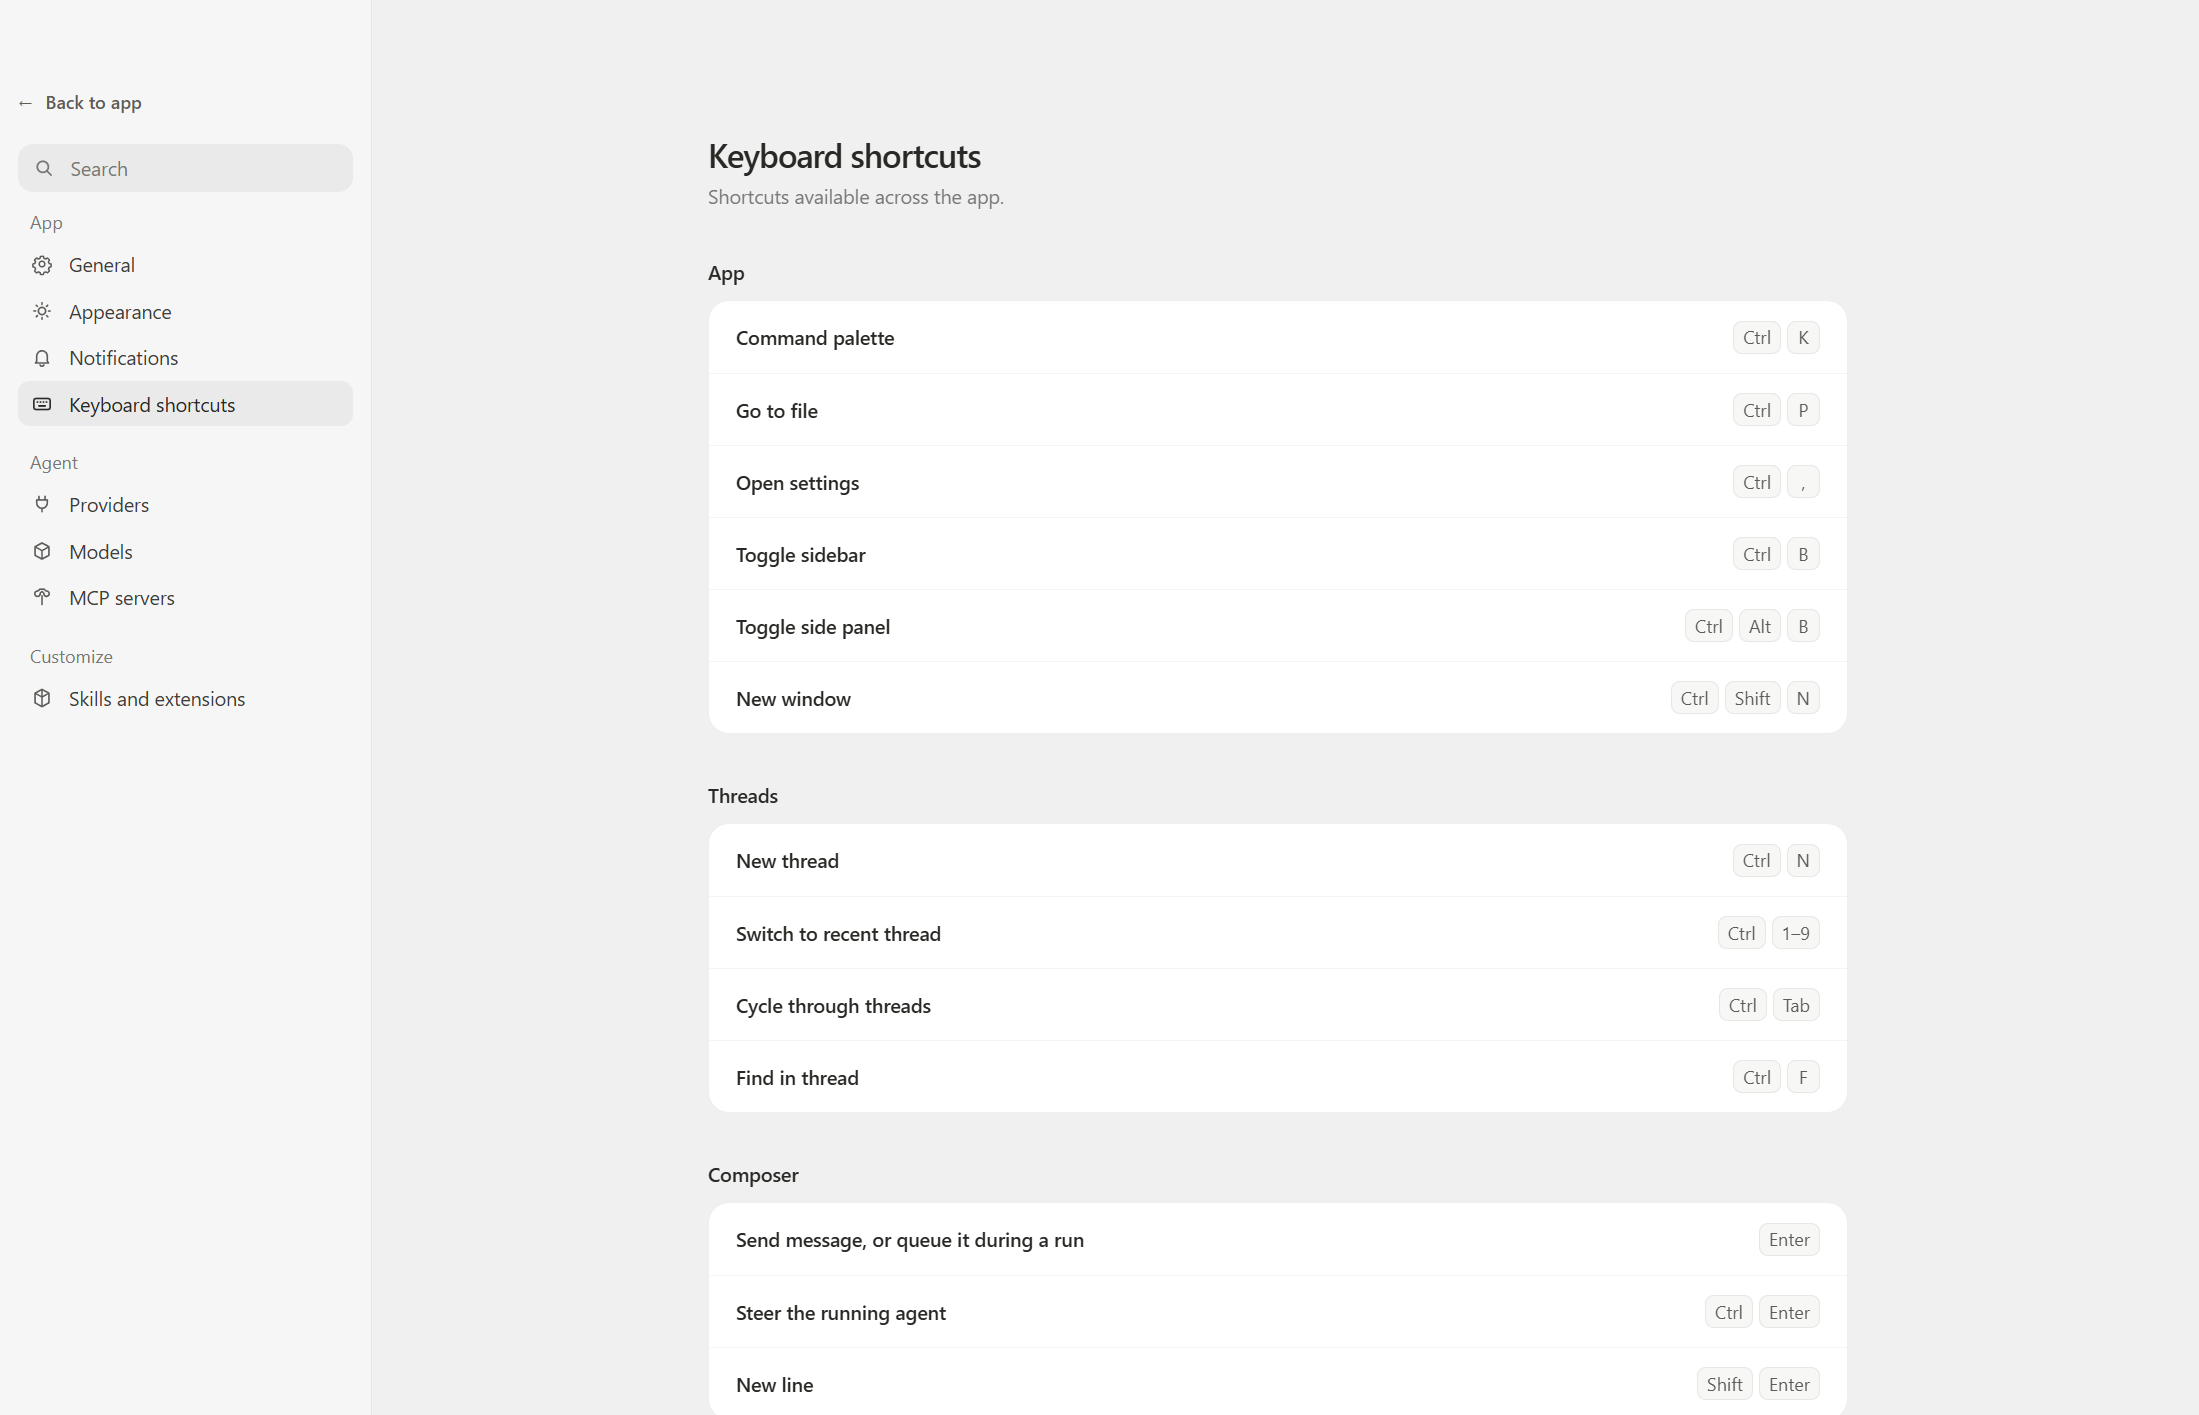 ← Back to app
Search
App
General
Appearance
Notifications
Keyboard shortcuts
Agent
Providers
Models
MCP servers
Customize
Skills and extensions
Keyboard shortcuts
Shortcuts available across the app.
App
Command palette Ctrl K
Go to file Ctrl P
Open settings Ctrl ,
Toggle sidebar Ctrl B
Toggle side panel Ctrl Alt B
New window Ctrl Shift N
Threads
New thread Ctrl N
Switch to recent thread Ctrl 1–9
Cycle through threads Ctrl Tab
Find in thread Ctrl F
Composer
Send message, or queue it during a run Enter
Steer the running agent Ctrl Enter
New line Shift Enter